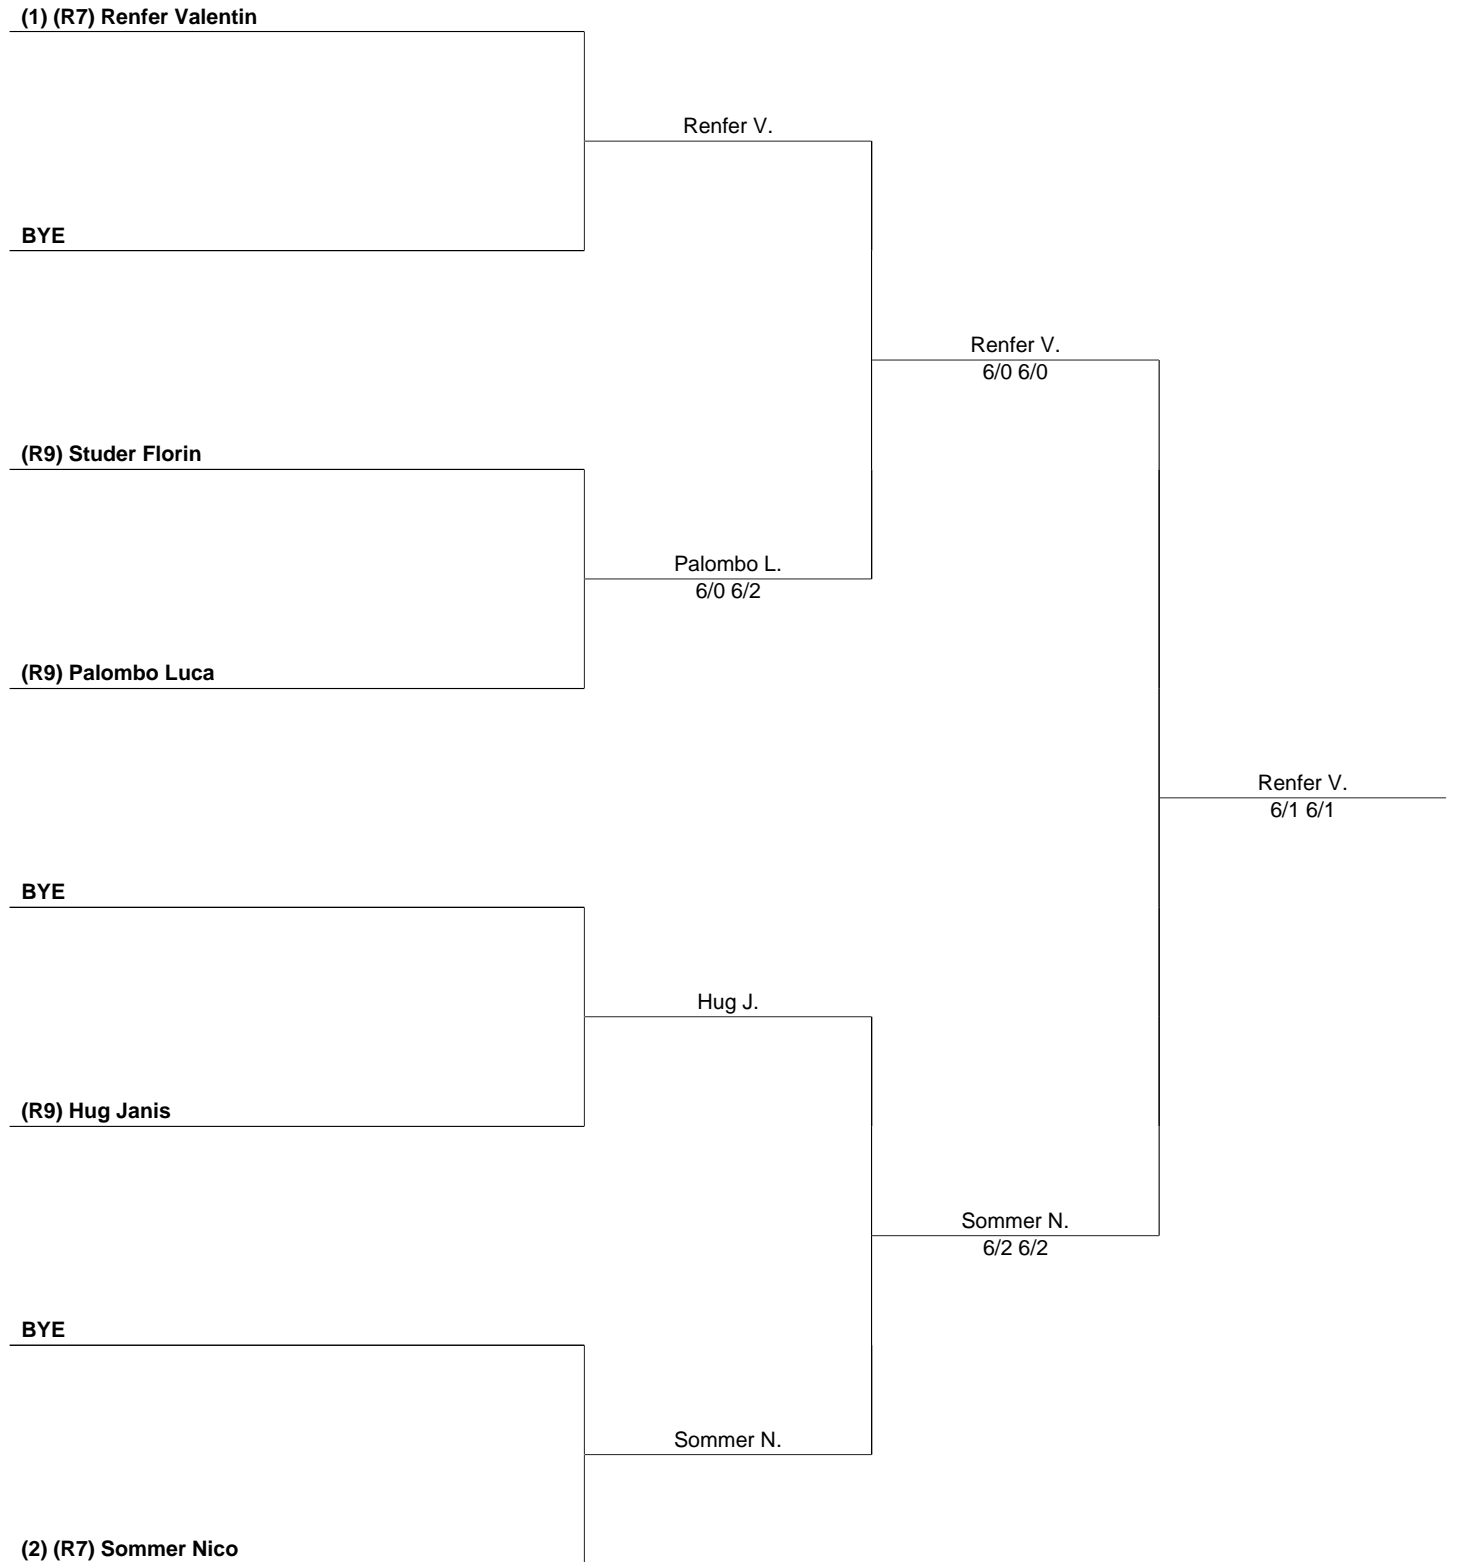 (1) (R7) Renfer Valentin
Renfer V.
BYE
Renfer V.
6/0 6/0
(R9) Studer Florin
Palombo L.
6/0 6/2
(R9) Palombo Luca
Renfer V.
6/1 6/1
BYE
Hug J.
(R9) Hug Janis
Sommer N.
6/2 6/2
BYE
Sommer N.
(2) (R7) Sommer Nico